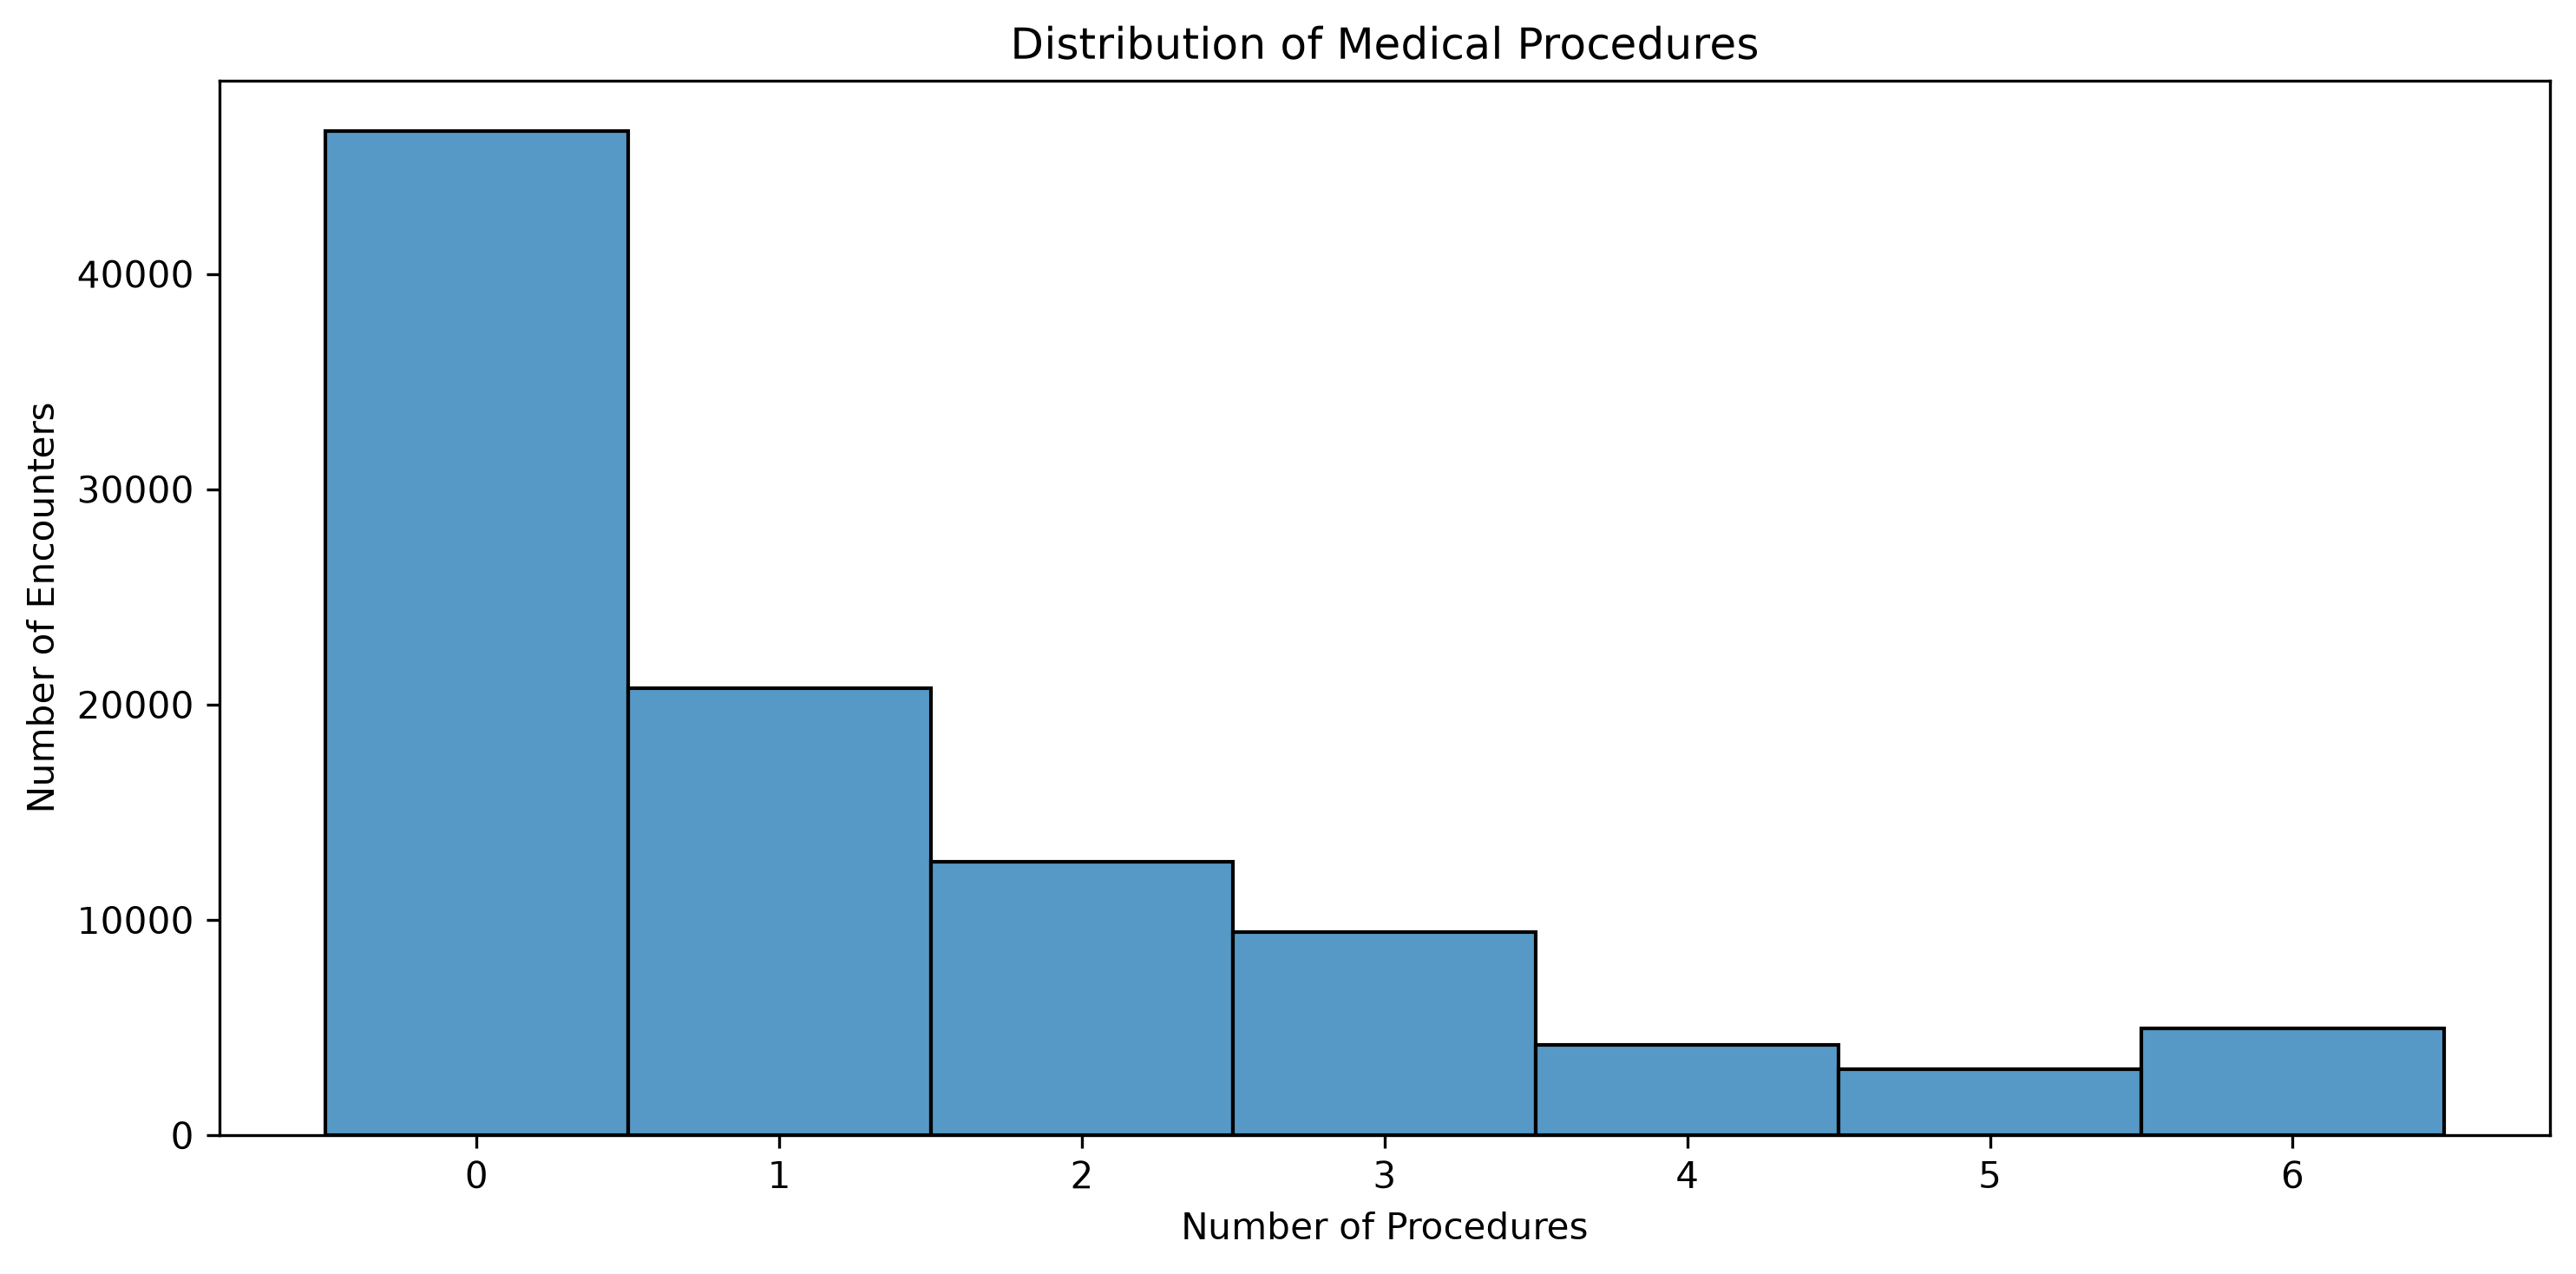 Distribution of Medical Procedures
Number of Encounters
40000
30000
20000
10000
0
0 1 2 3 4 5 6
Number of Procedures